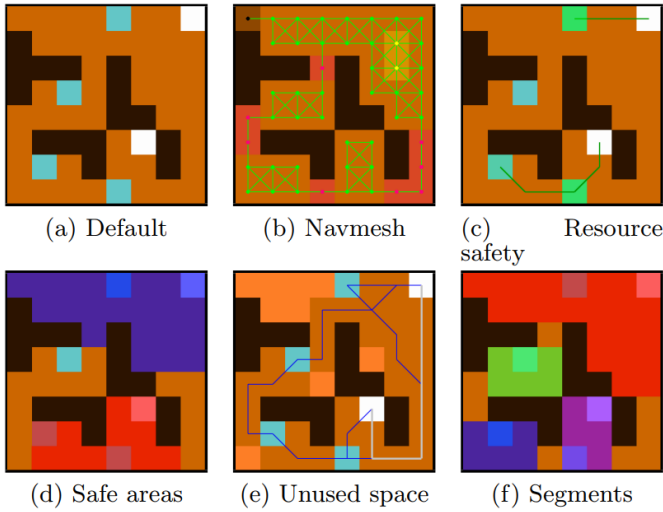 (a) Default
(b) Navmesh
(c) Resource
safety
(d) Safe areas
(e) Unused space
(f) Segments